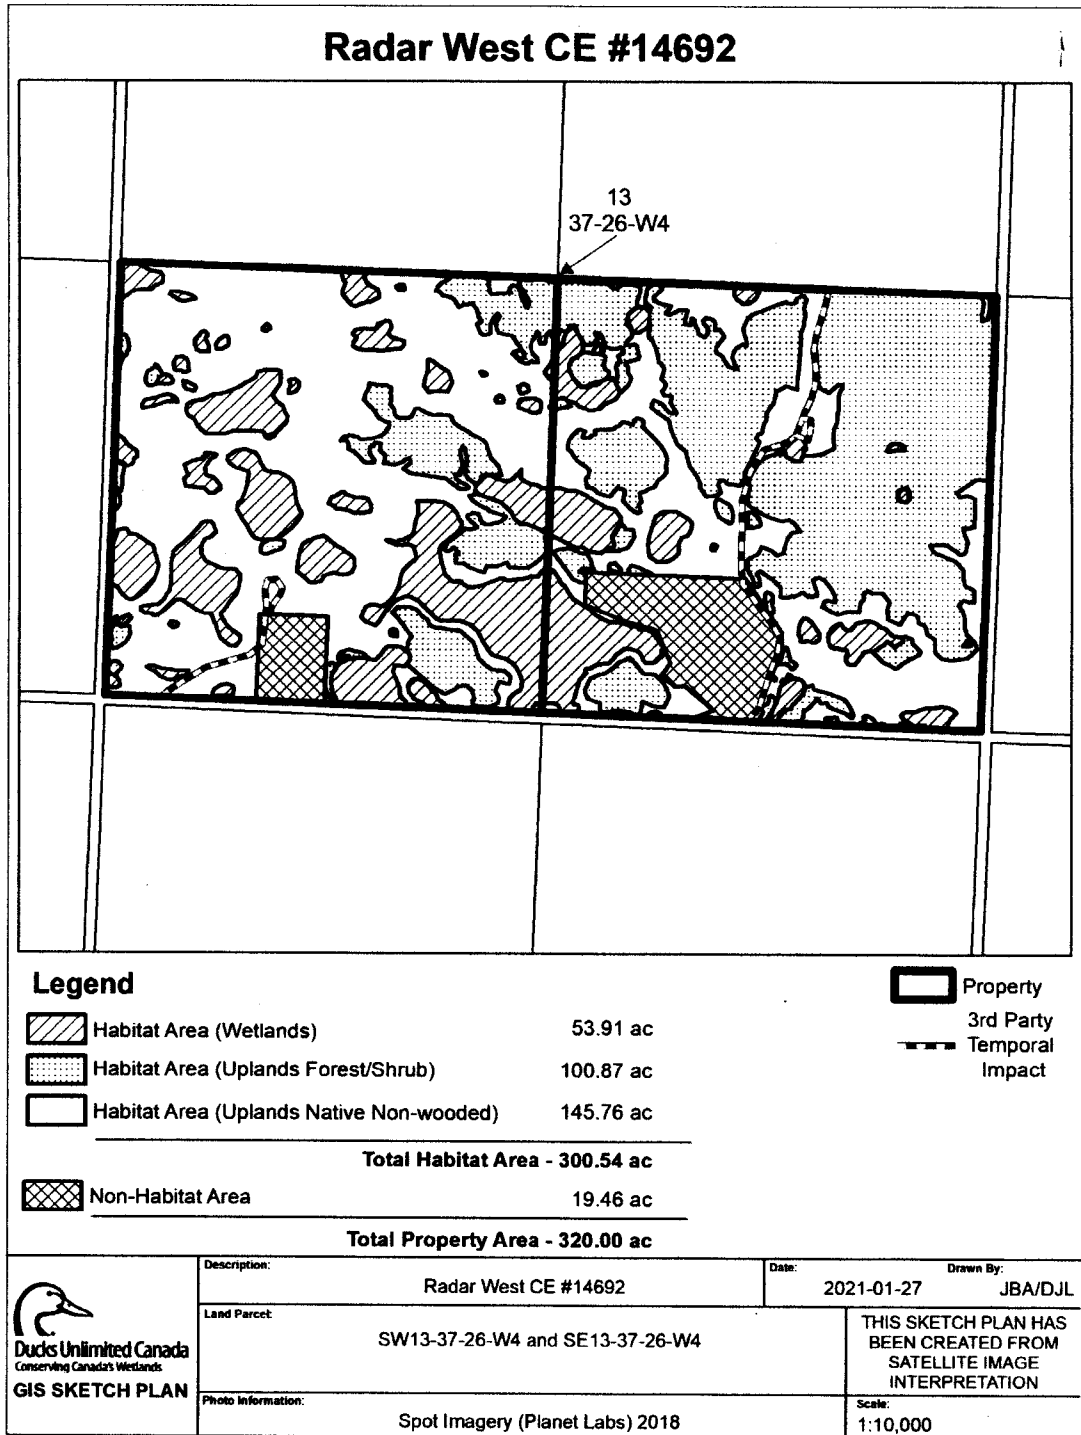 Radar West CE #14692
13
37-26-W4
Legend
Habitat Area (Wetlands) 53.91 ac
Habitat Area (Uplands Forest/Shrub) 100.87 ac
Habitat Area (Uplands Native Non-wooded) 145.76 ac
Total Habitat Area - 300.54 ac
Non-Habitat Area 19.46 ac
Total Property Area - 320.00 ac
Property
3rd Party
Temporal
Impact
Ducks Unlimited Canada
Conserving Canada's Wetlands
GIS SKETCH PLAN
Description:
Radar West CE #14692
Date:
2021-01-27
Drawn By:
JBA/DJL
Land Parcel:
SW13-37-26-W4 and SE13-37-26-W4
THIS SKETCH PLAN HAS
BEEN CREATED FROM
SATELLITE IMAGE
INTERPRETATION
Photo Information:
Spot Imagery (Planet Labs) 2018
Scale:
1:10,000